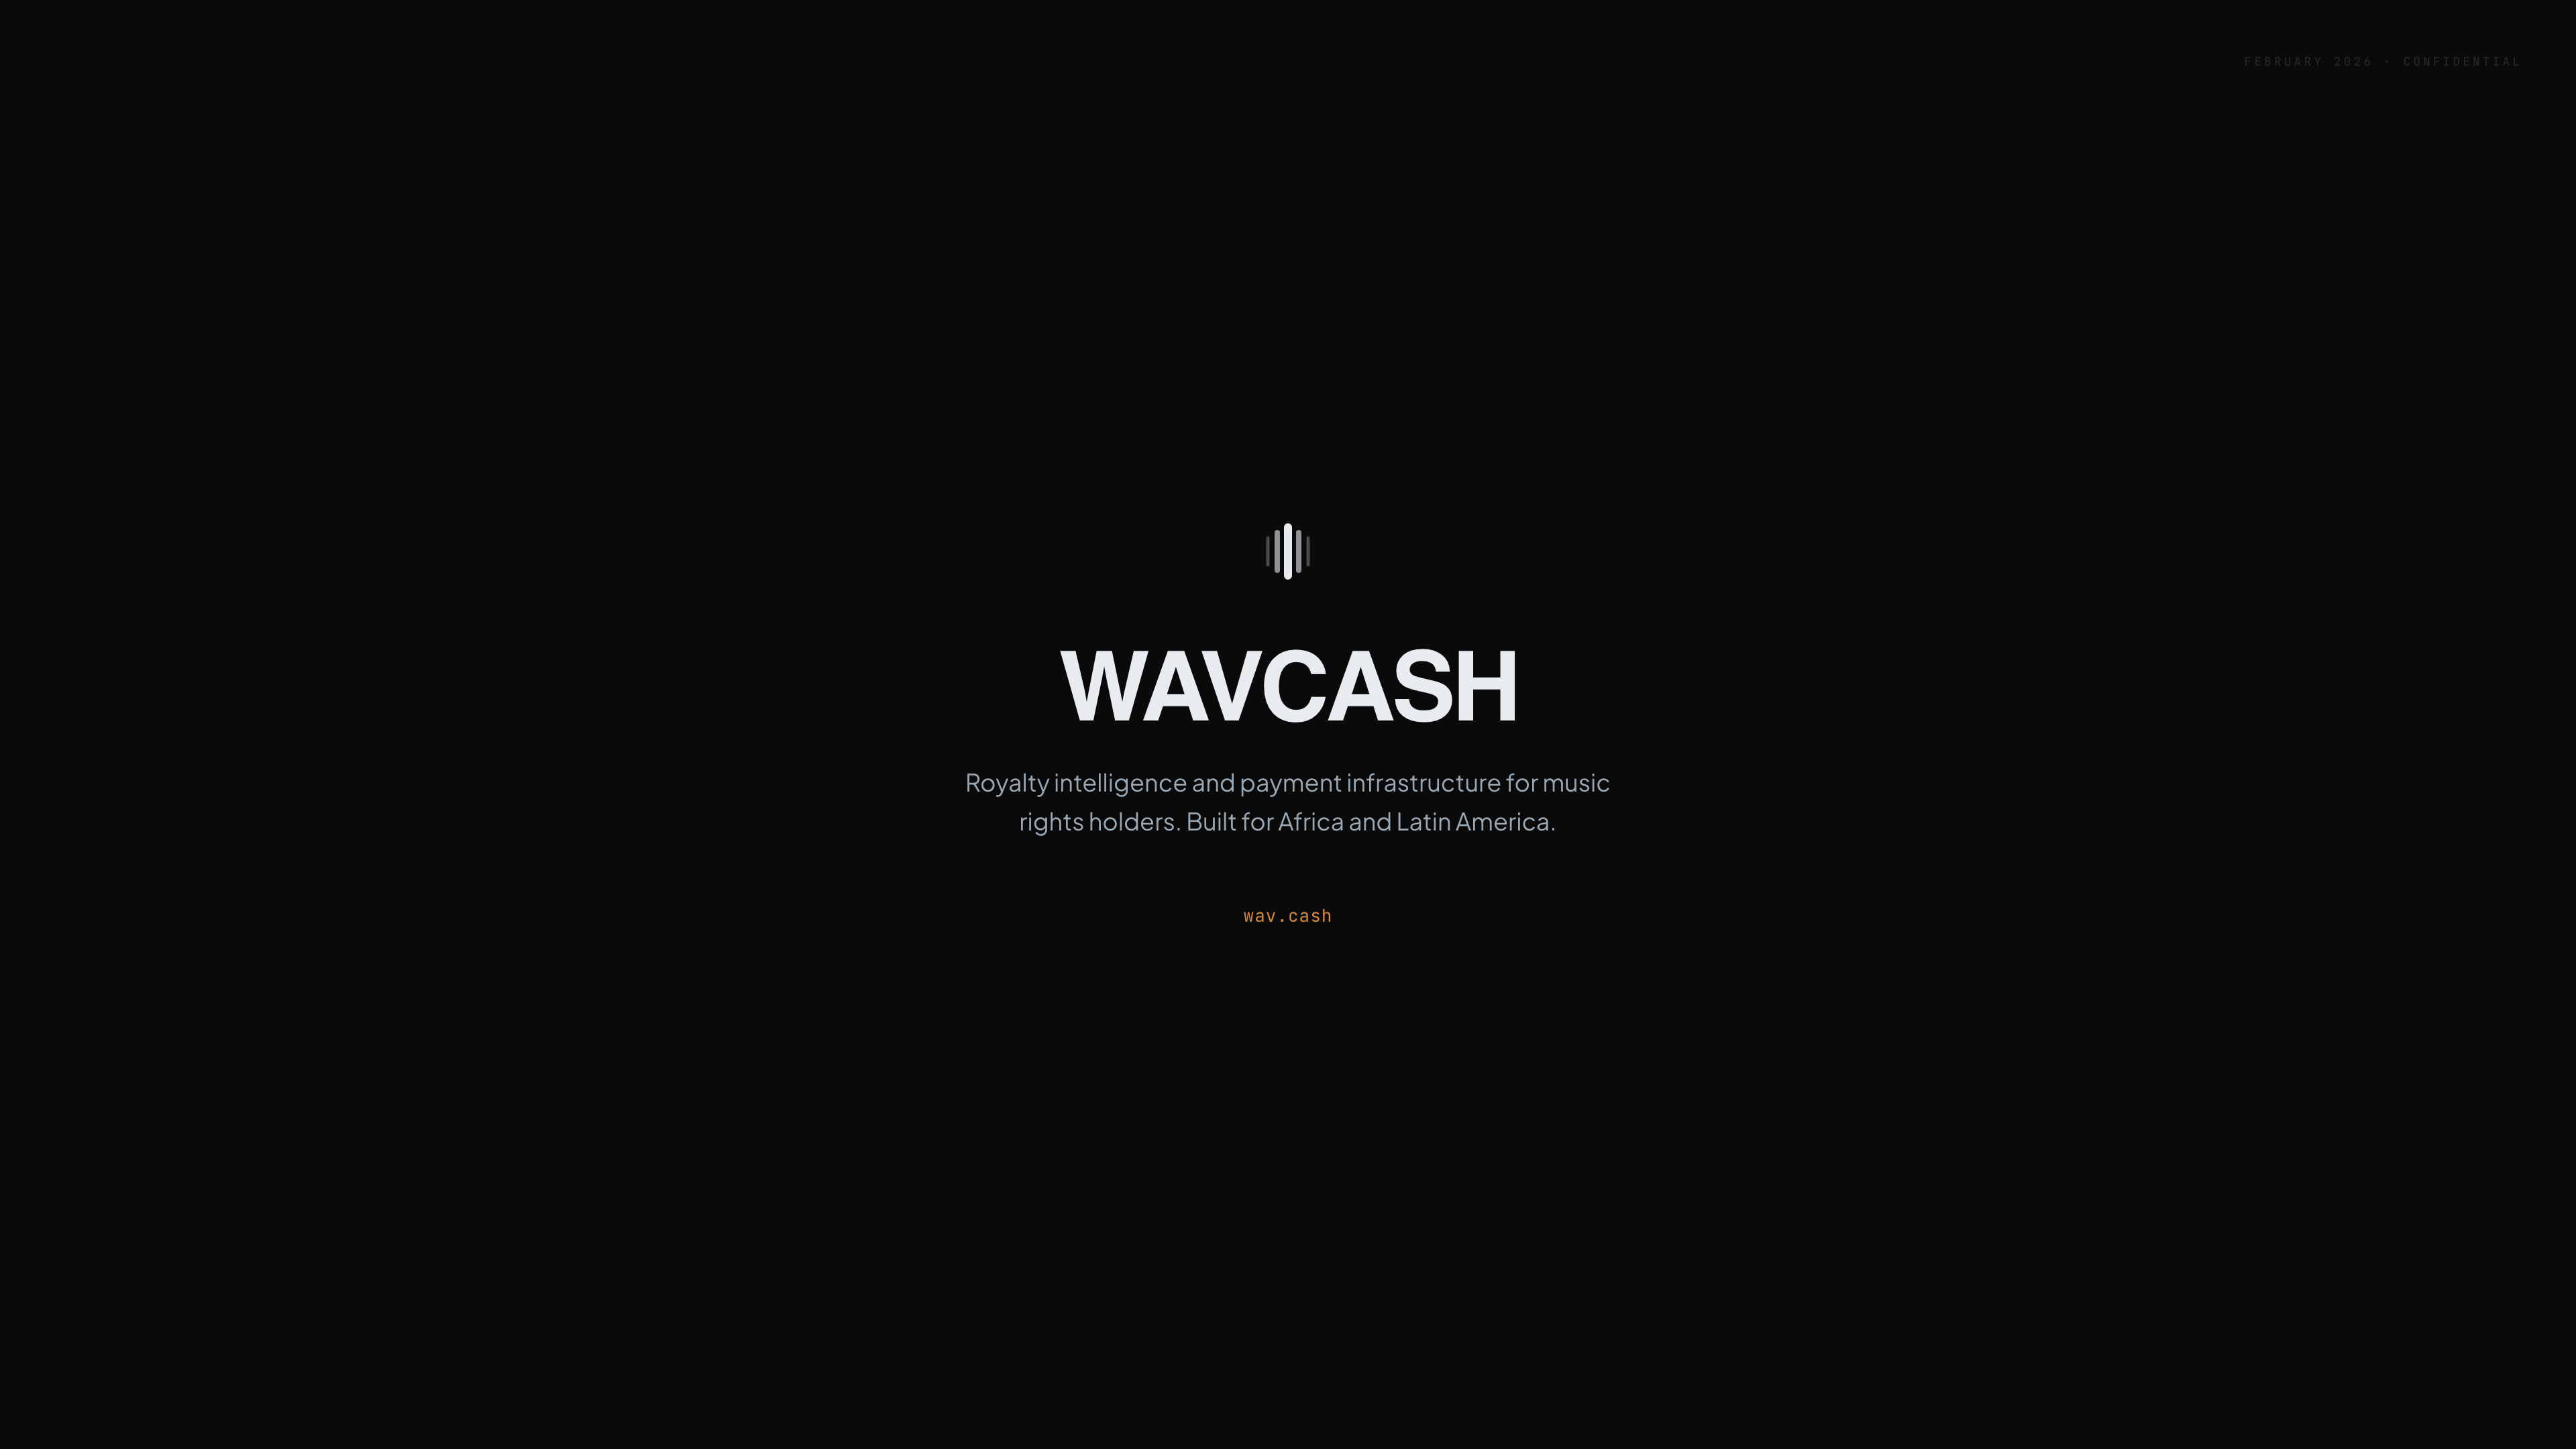 FEBRUARY 2026 · CONFIDENTIAL
WAVCASH
Royalty intelligence and payment infrastructure for music
rights holders. Built for Africa and Latin America.
wav.cash